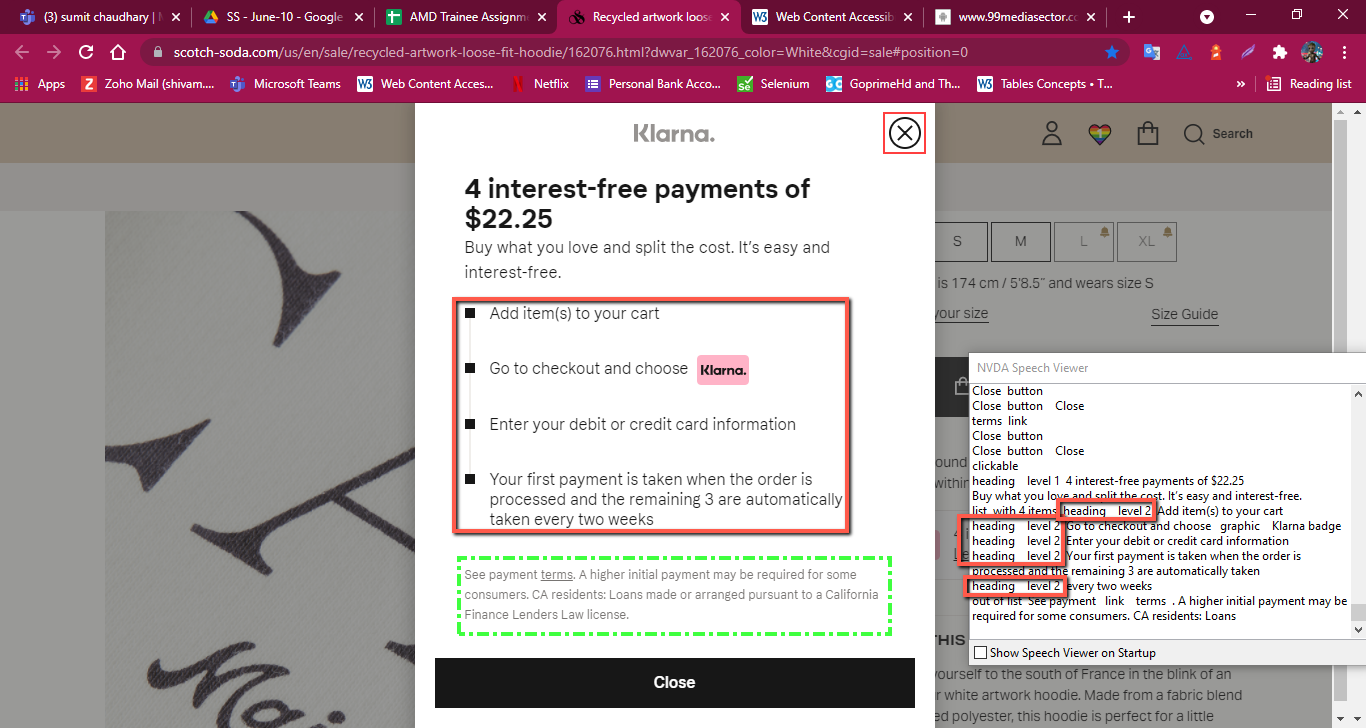 (3) sumit chaudhary |
SS - June-10 - Google
AMD Trainee Assignme
Recycled artwork loose
Web Content Accessib
www.99mediasector.co
scotch-soda.com/us/en/sale/recycled-artwork-loose-fit-hoodie/162076.html?dwvar_162076_color=White&cgid=sale#position=0
Apps
Zoho Mail (shivam....
Microsoft Teams
Web Content Acces...
Netflix
Personal Bank Acco...
Selenium
GoprimeHd and Th...
Tables Concepts • T...
»
Reading list
Search
Klarna.
4 interest-free payments of
$22.25
Buy what you love and split the cost. It's easy and
interest-free.
Add item(s) to your cart
Go to checkout and choose Klarna.
Enter your debit or credit card information
Your first payment is taken when the order is
processed and the remaining 3 are automatically
taken every two weeks
See payment terms. A higher initial payment may be required for some
consumers. CA residents: Loans made or arranged pursuant to a California
Finance Lenders Law license.
Close
S
M
L
XL
is 174 cm / 5'8.5" and wears size S
your size
Size Guide
NVDA Speech Viewer
Close button
Close button Close
terms link
Close button
Close button Close
clickable
heading level 1 4 interest-free payments of $22.25
Buy what you love and split the cost. It's easy and interest-free.
list with 4 items heading level 2 Add item(s) to your cart
heading level 2 Go to checkout and choose graphic Klarna badge
heading level 2 Enter your debit or credit card information
heading level 2 Your first payment is taken when the order is
processed and the remaining 3 are automatically taken
heading level 2 every two weeks
out of list See payment link terms . A higher initial payment may be
required for some consumers. CA residents: Loans
Show Speech Viewer on Startup
ound
within
THIS
yourself to the south of France in the blink of an
r white artwork hoodie. Made from a fabric blend
ed polyester, this hoodie is perfect for a little